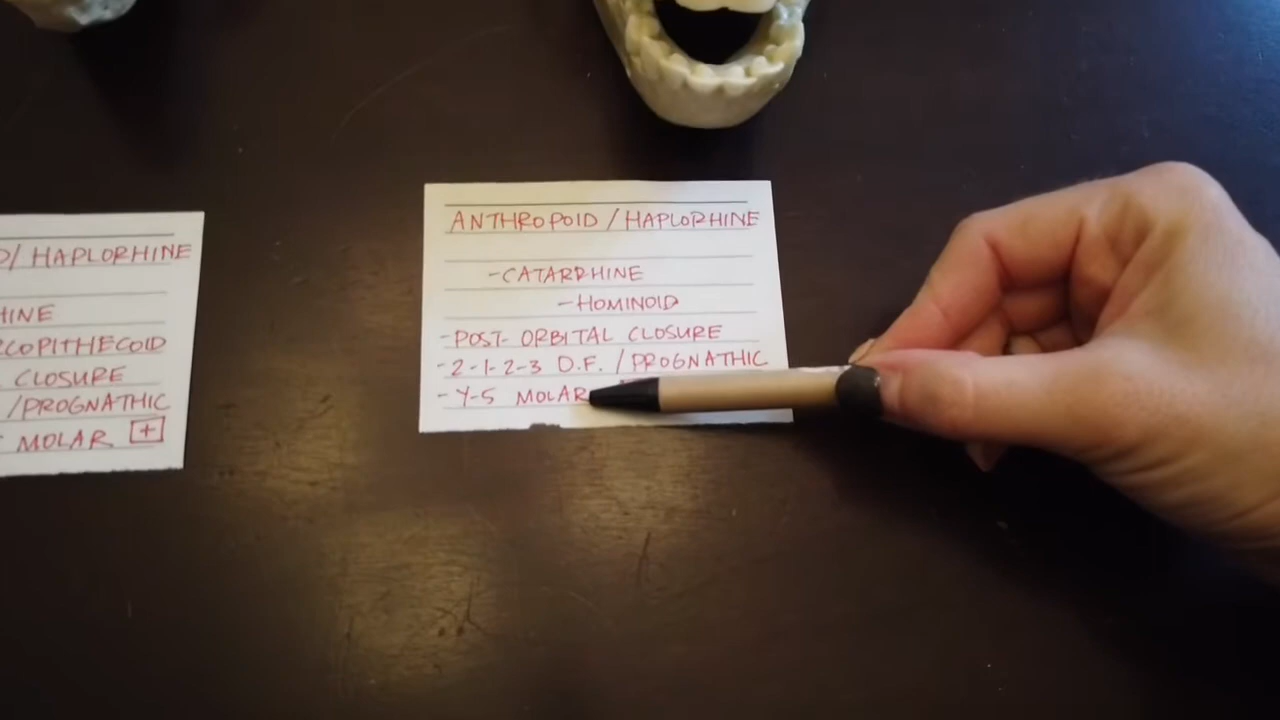 D/ HAPLORHINE
HINE
RCOPITHECOID
CLOSURE
/PROGNATHIC
MOLAR +
ANTHROPOID / HAPLORHINE
- CATARRHINE
- HOMINOID
- POST- ORBITAL CLOSURE
- 2-1-2-3 D.F. / PROGNATHIC
- Y-5 MOLAR